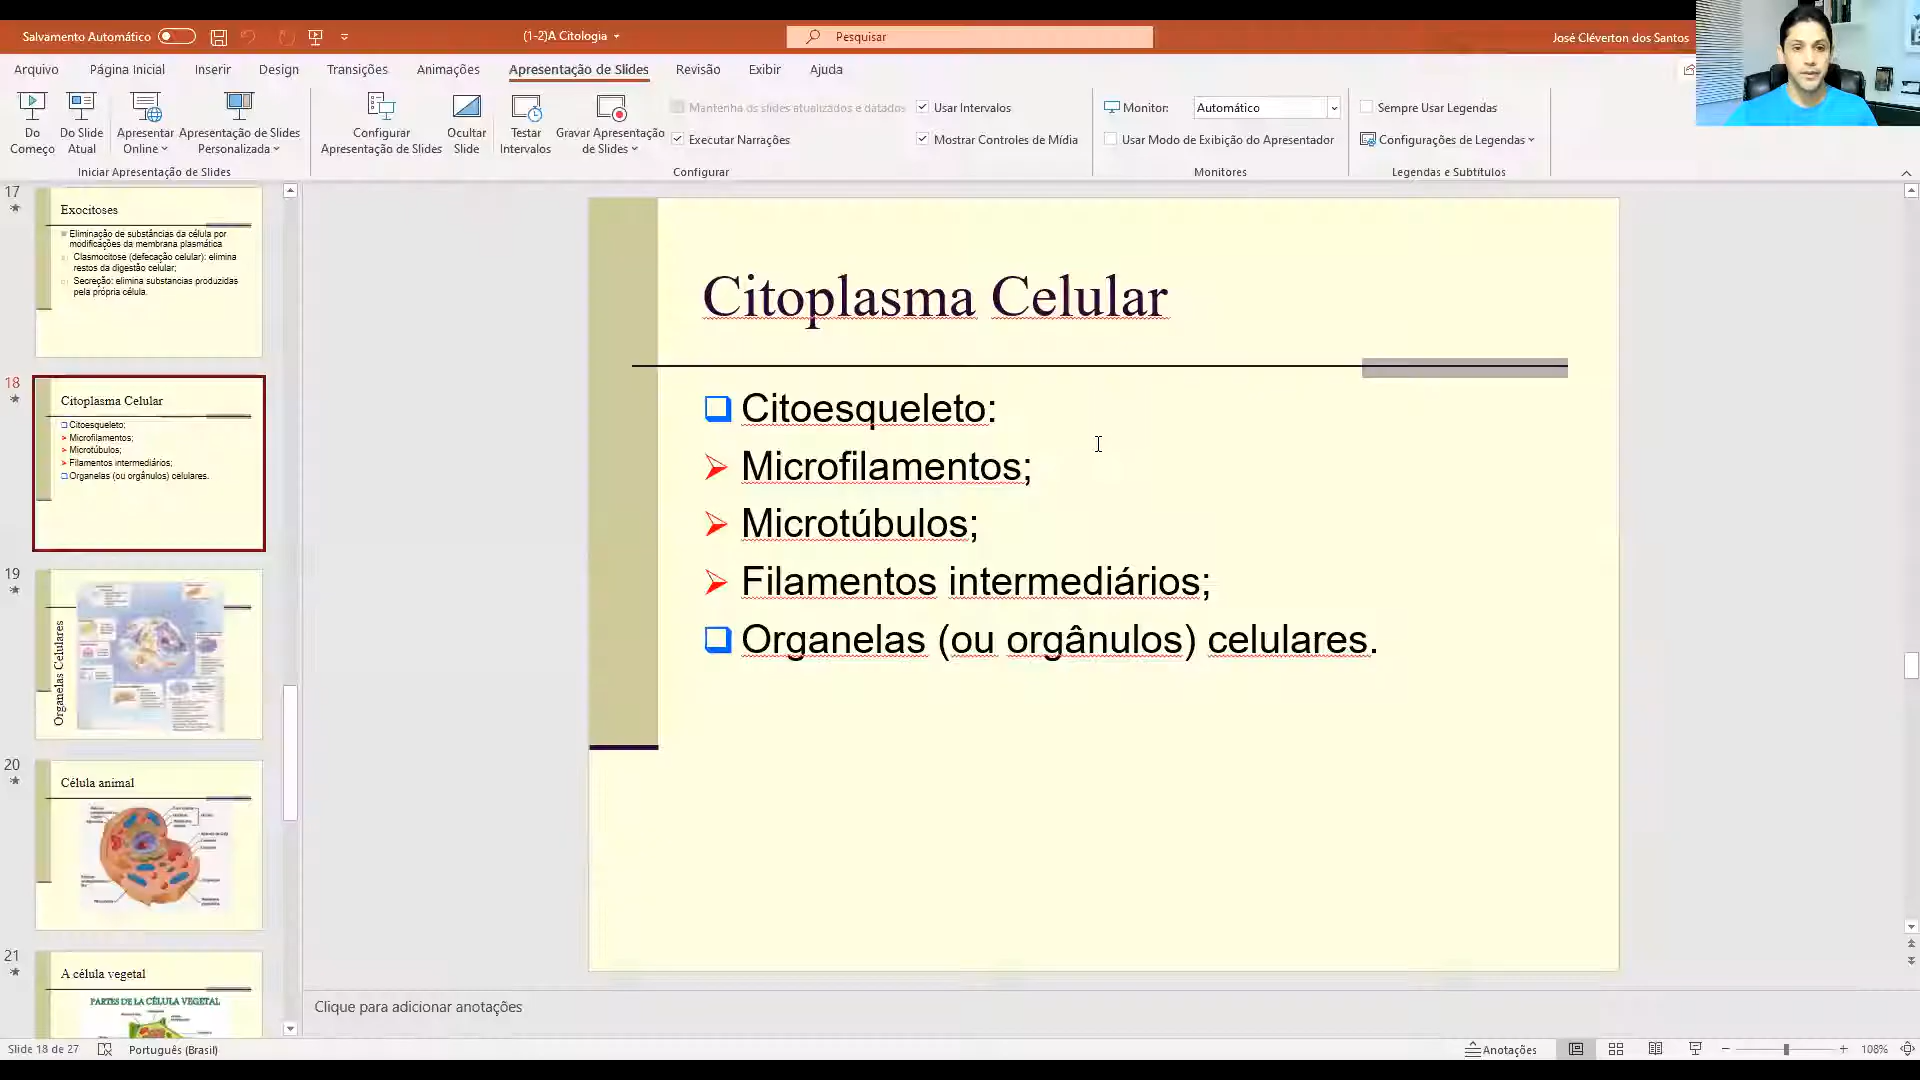 Salvamento Automático
(1-2)A Citologia
Pesquisar
José Cléverton dos Santos
Arquivo
Página Inicial
Inserir
Design
Transições
Animações
Apresentação de Slides
Revisão
Exibir
Ajuda
Do Começo
Do Slide Atual
Apresentar Online
Apresentação de Slides Personalizada
Configurar Apresentação de Slides
Ocultar Slide
Testar Intervalos
Gravar Apresentação de Slides
Mantenha os slides atualizados e datados
Executar Narrações
Usar Intervalos
Mostrar Controles de Mídia
Monitor:
Automático
Usar Modo de Exibição do Apresentador
Sempre Usar Legendas
Configurações de Legendas
Iniciar Apresentação de Slides
Configurar
Monitores
Legendas e Subtítulos
17
Exocitoses
Eliminação de substâncias da célula por
modificações da membrana plasmática
Clasmocitose (defecação celular): elimina
restos da digestão celular;
Secreção: elimina substancias produzidas
pela própria célula.
18
Citoplasma Celular
Citoesqueleto;
Microfilamentos;
Microtúbulos;
Filamentos intermediários;
Organelas (ou orgânulos) celulares.
19
Organelas Celulares
20
Célula animal
21
A célula vegetal
PARTES DE LA CÉLULA VEGETAL
Citoplasma Celular
Citoesqueleto:
Microfilamentos;
Microtúbulos;
Filamentos intermediários;
Organelas (ou orgânulos) celulares.
Clique para adicionar anotações
Slide 18 de 27
Português (Brasil)
Anotações
108%